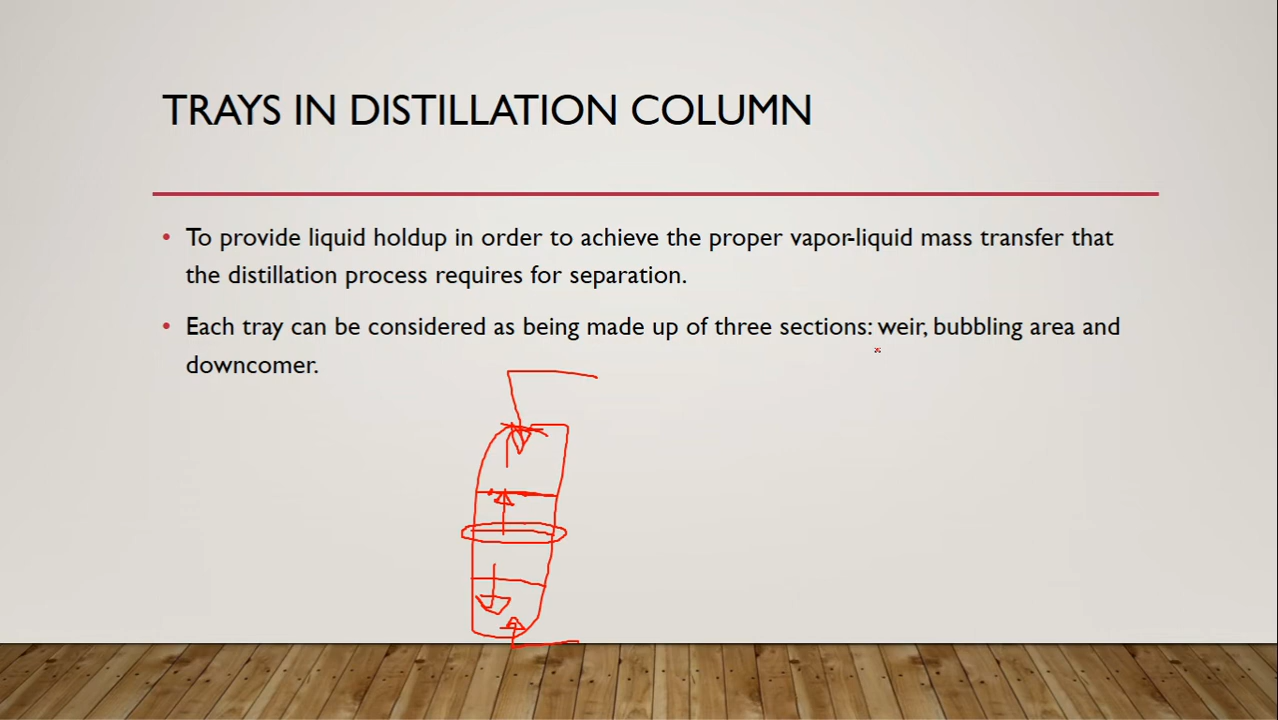 TRAYS IN DISTILLATION COLUMN
• To provide liquid holdup in order to achieve the proper vapor-liquid mass transfer that
the distillation process requires for separation.
• Each tray can be considered as being made up of three sections: weir, bubbling area and
downcomer.